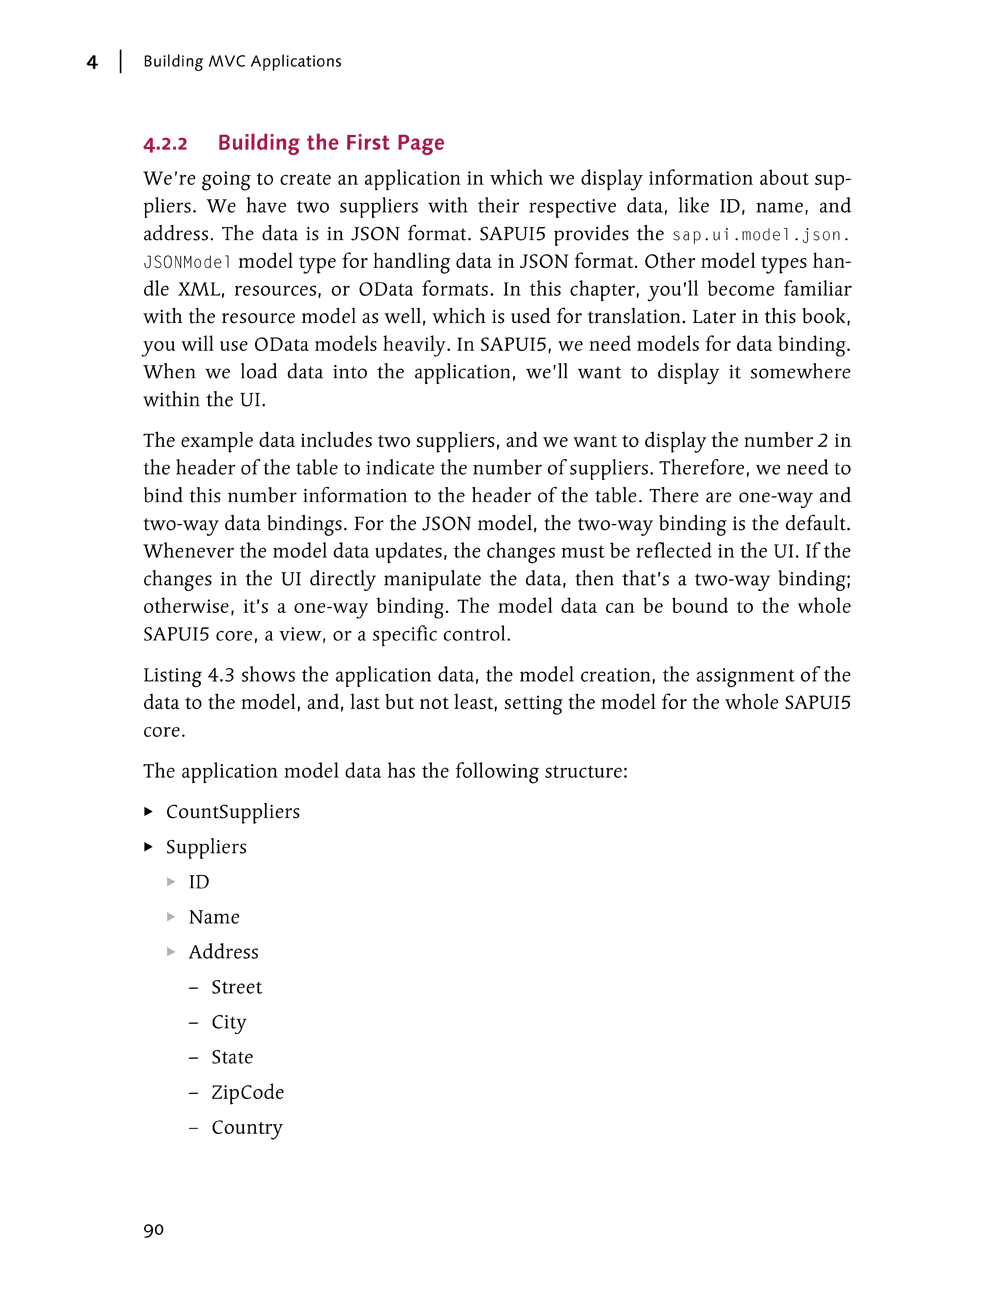 4 | Building MVC Applications
4.2.2 Building the First Page
We're going to create an application in which we display information about sup-
pliers. We have two suppliers with their respective data, like ID, name, and
address. The data is in JSON format. SAPUI5 provides the sap.ui.model.json.
JSONModel model type for handling data in JSON format. Other model types han-
dle XML, resources, or OData formats. In this chapter, you'll become familiar
with the resource model as well, which is used for translation. Later in this book,
you will use OData models heavily. In SAPUI5, we need models for data binding.
When we load data into the application, we'll want to display it somewhere
within the UI.
The example data includes two suppliers, and we want to display the number 2 in
the header of the table to indicate the number of suppliers. Therefore, we need to
bind this number information to the header of the table. There are one-way and
two-way data bindings. For the JSON model, the two-way binding is the default.
Whenever the model data updates, the changes must be reflected in the UI. If the
changes in the UI directly manipulate the data, then that's a two-way binding;
otherwise, it's a one-way binding. The model data can be bound to the whole
SAPUI5 core, a view, or a specific control.
Listing 4.3 shows the application data, the model creation, the assignment of the
data to the model, and, last but not least, setting the model for the whole SAPUI5
core.
The application model data has the following structure:
▶ CountSuppliers
▶ Suppliers
▶ ID
▶ Name
▶ Address
– Street
– City
– State
– ZipCode
– Country
90